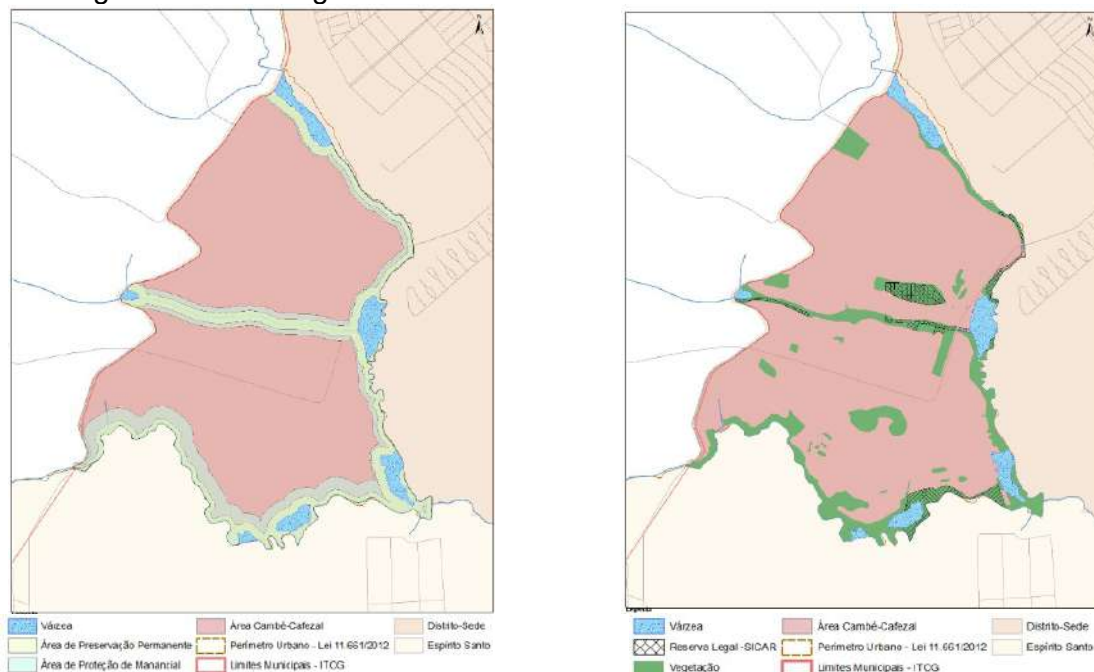 N
N
Várzea
Área Cambé-Cafezal
Distrito-Sede
Área de Preservação Permanente
Perímetro Urbano - Lei 11.661/2012
Espírito Santo
Área de Proteção de Manancial
Limites Municipais - ITCG
Várzea
Área Cambé-Cafezal
Distrito-Sede
Reserva Legal -SICAR
Perímetro Urbano - Lei 11.661/2012
Espírito Santo
Vegetação
Limites Municipais - ITCG